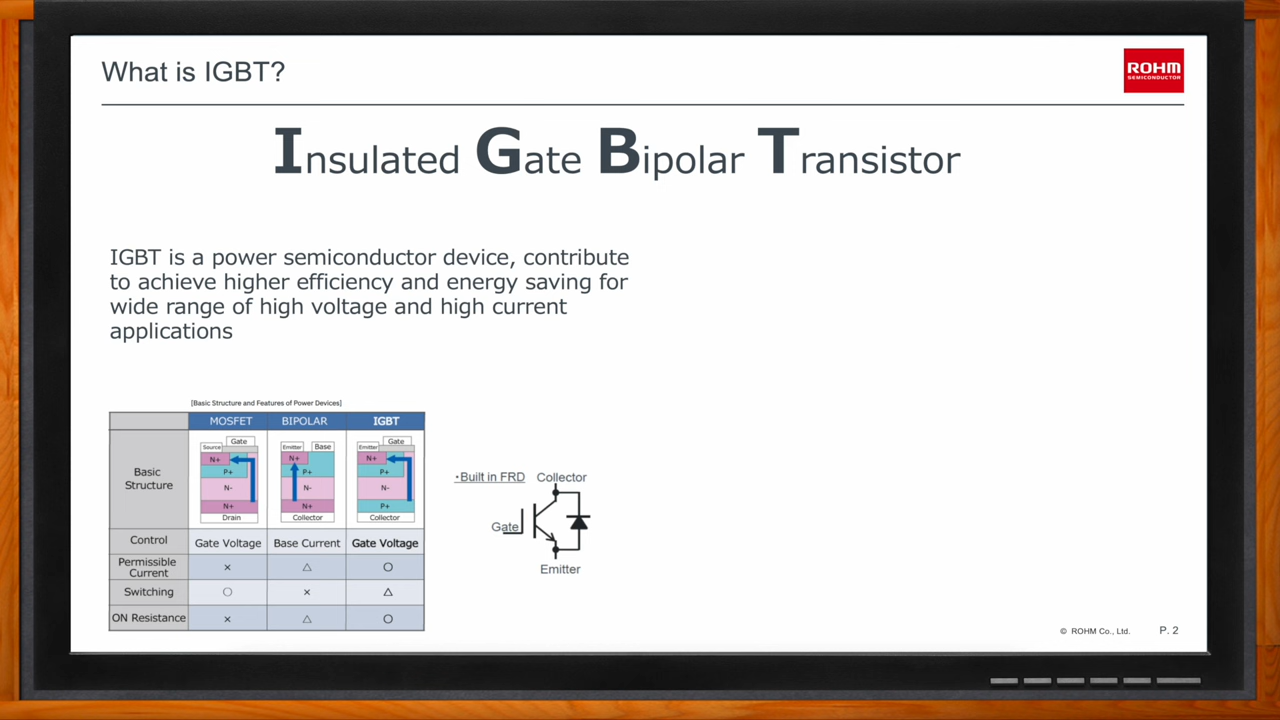 What is IGBT?
ROHM
SEMICONDUCTOR
Insulated Gate Bipolar Transistor
IGBT is a power semiconductor device, contribute
to achieve higher efficiency and energy saving for
wide range of high voltage and high current
applications
[Basic Structure and Features of Power Devices]
MOSFET BIPOLAR IGBT
Basic
Structure
Source Gate
N+
P+
N-
N+
Drain
Emitter Base
N+
P+
N-
N+
Collector
Emitter Gate
N+
P+
N-
P+
Collector
Control Gate Voltage Base Current Gate Voltage
Permissible
Current × △ ○
Switching ○ × △
ON Resistance × △ ○
・Built in FRD Collector
Gate
Emitter
© ROHM Co., Ltd. P. 2